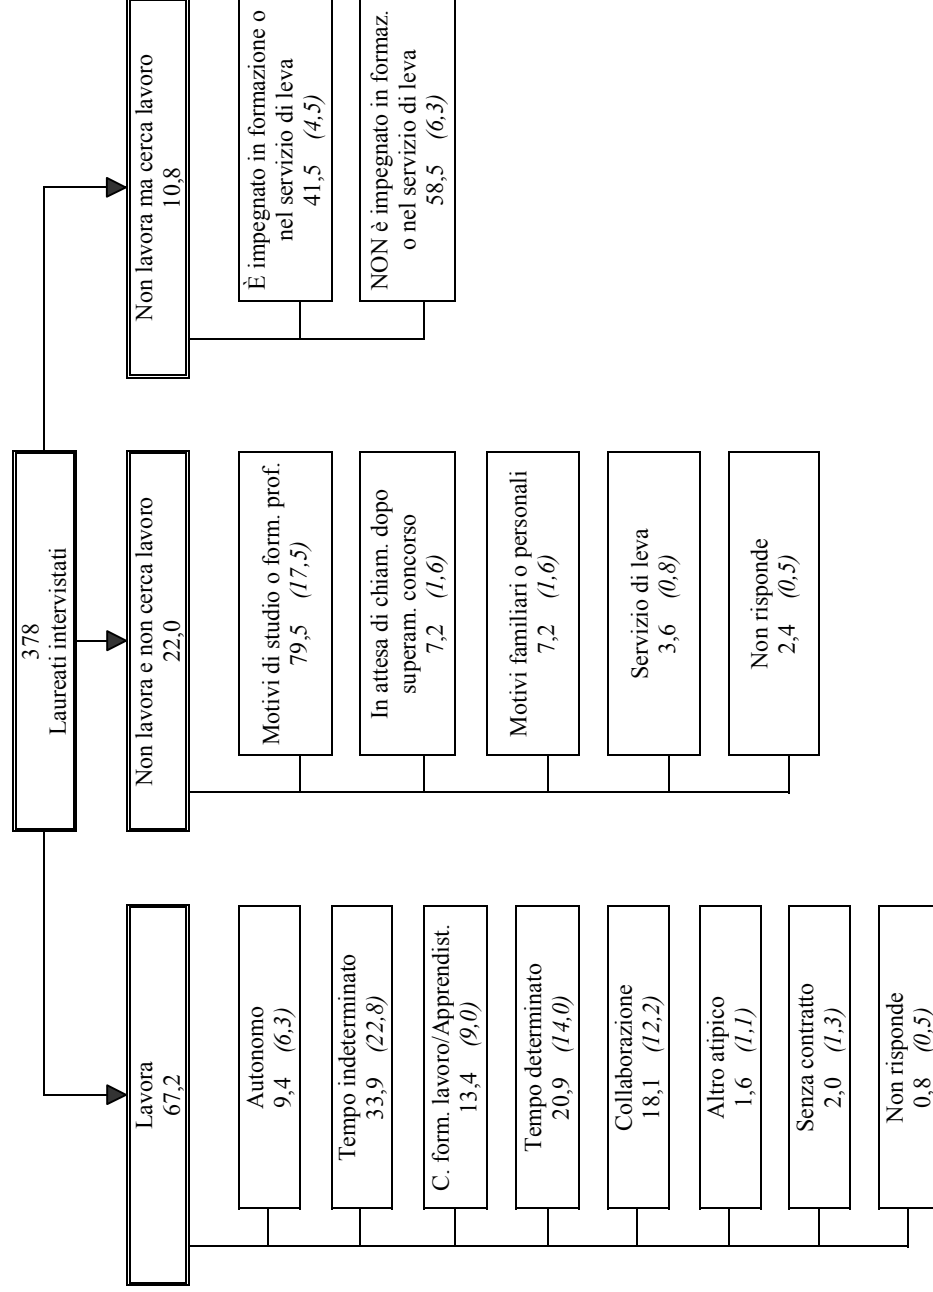 378
Laureati intervistati
Lavora
67,2
Autonomo
9,4 (6,3)
Tempo indeterminato
33,9 (22,8)
C. form. lavoro/Apprendist.
13,4 (9,0)
Tempo determinato
20,9 (14,0)
Collaborazione
18,1 (12,2)
Altro atipico
1,6 (1,1)
Senza contratto
2,0 (1,3)
Non risponde
0,8 (0,5)
Non lavora e non cerca lavoro
22,0
Motivi di studio o form. prof.
79,5 (17,5)
In attesa di chiam. dopo
superam. concorso
7,2 (1,6)
Motivi familiari o personali
7,2 (1,6)
Servizio di leva
3,6 (0,8)
Non risponde
2,4 (0,5)
Non lavora ma cerca lavoro
10,8
È impegnato in formazione o
nel servizio di leva
41,5 (4,5)
NON è impegnato in formaz.
o nel servizio di leva
58,5 (6,3)